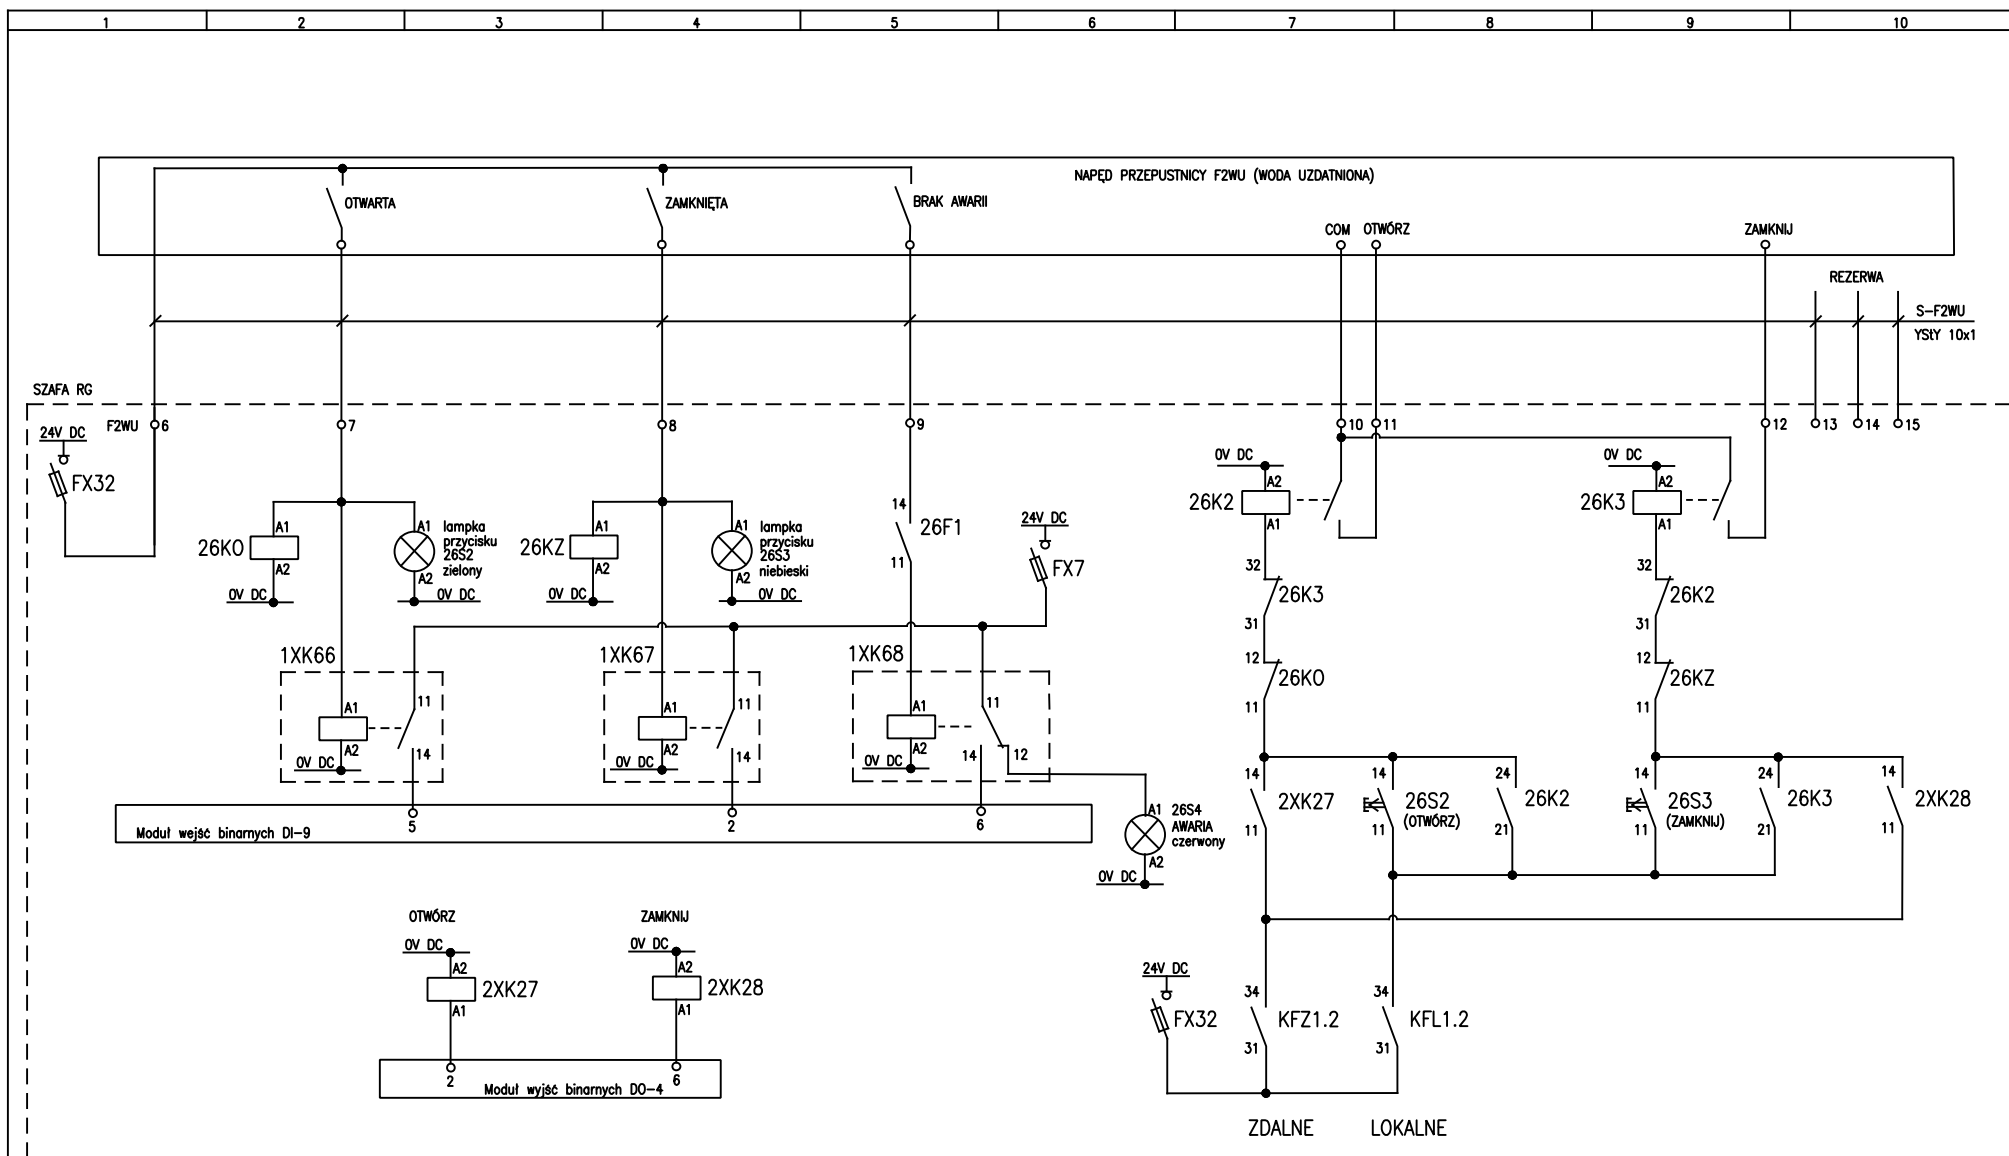 1 2 3 4 5 6 7 8 9 10
NAPĘD PRZEPUSTNICY F2WU (WODA UZDATNIONA)
OTWARTA
ZAMKNIĘTA
BRAK AWARII
COM OTWÓRZ
ZAMKNIJ
REZERWA
S-F2WU
YStY 10x1
SZAFA RG
F2WU 6
7
8
9
10
11
12
13
14
15
24V DC
FX32
26KO
A1
A2
0V DC
A1
A2
0V DC
lampka
przycisku
26S2
zielony
26KZ
A1
A2
0V DC
A1
A2
0V DC
lampka
przycisku
26S3
niebieski
14
26F1
11
24V DC
FX7
0V DC
A2
26K2
A1
32
26K3
31
12
26KO
11
0V DC
A2
26K3
A1
32
26K2
31
12
26KZ
11
1XK66
A1
A2
0V DC
11
14
1XK67
A1
A2
0V DC
11
14
1XK68
A1
A2
0V DC
11
14
12
Moduł wejść binarnych DI-9
5
2
6
A1
A2
0V DC
26S4
AWARIA
czerwony
14
2XK27
11
14
26S2
(OTWÓRZ)
11
24
26K2
21
14
26S3
(ZAMKNIJ)
11
24
26K3
21
14
2XK28
11
OTWÓRZ
0V DC
A2
2XK27
A1
ZAMKNIJ
0V DC
A2
2XK28
A1
2
6
Moduł wyjść binarnych DO-4
24V DC
FX32
34
KFZ1.2
31
34
KFL1.2
31
ZDALNE
LOKALNE